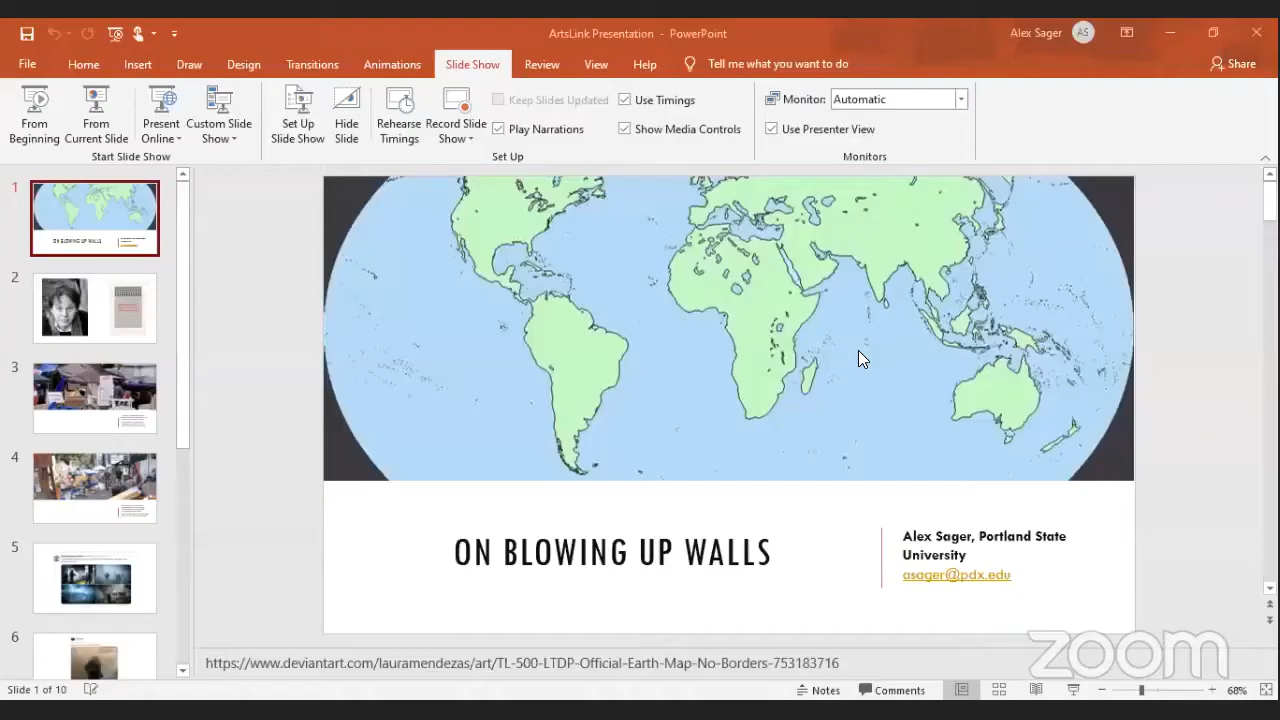 ArtsLink Presentation - PowerPoint
Alex Sager AS
File Home Insert Draw Design Transitions Animations Slide Show Review View Help Tell me what you want to do Share
From Beginning
From Current Slide
Present Online
Custom Slide Show
Start Slide Show
Set Up Slide Show
Hide Slide
Rehearse Timings
Record Slide Show
Keep Slides Updated
Use Timings
Play Narrations
Show Media Controls
Set Up
Monitor: Automatic
Use Presenter View
Monitors
1
ON BLOWING UP WALLS
2
3
4
5
6
ON BLOWING UP WALLS
Alex Sager, Portland State
University
asager@pdx.edu
https://www.deviantart.com/lauramendezas/art/TL-500-LTDP-Official-Earth-Map-No-Borders-753183716
zoom
Slide 1 of 10
Notes Comments 68%